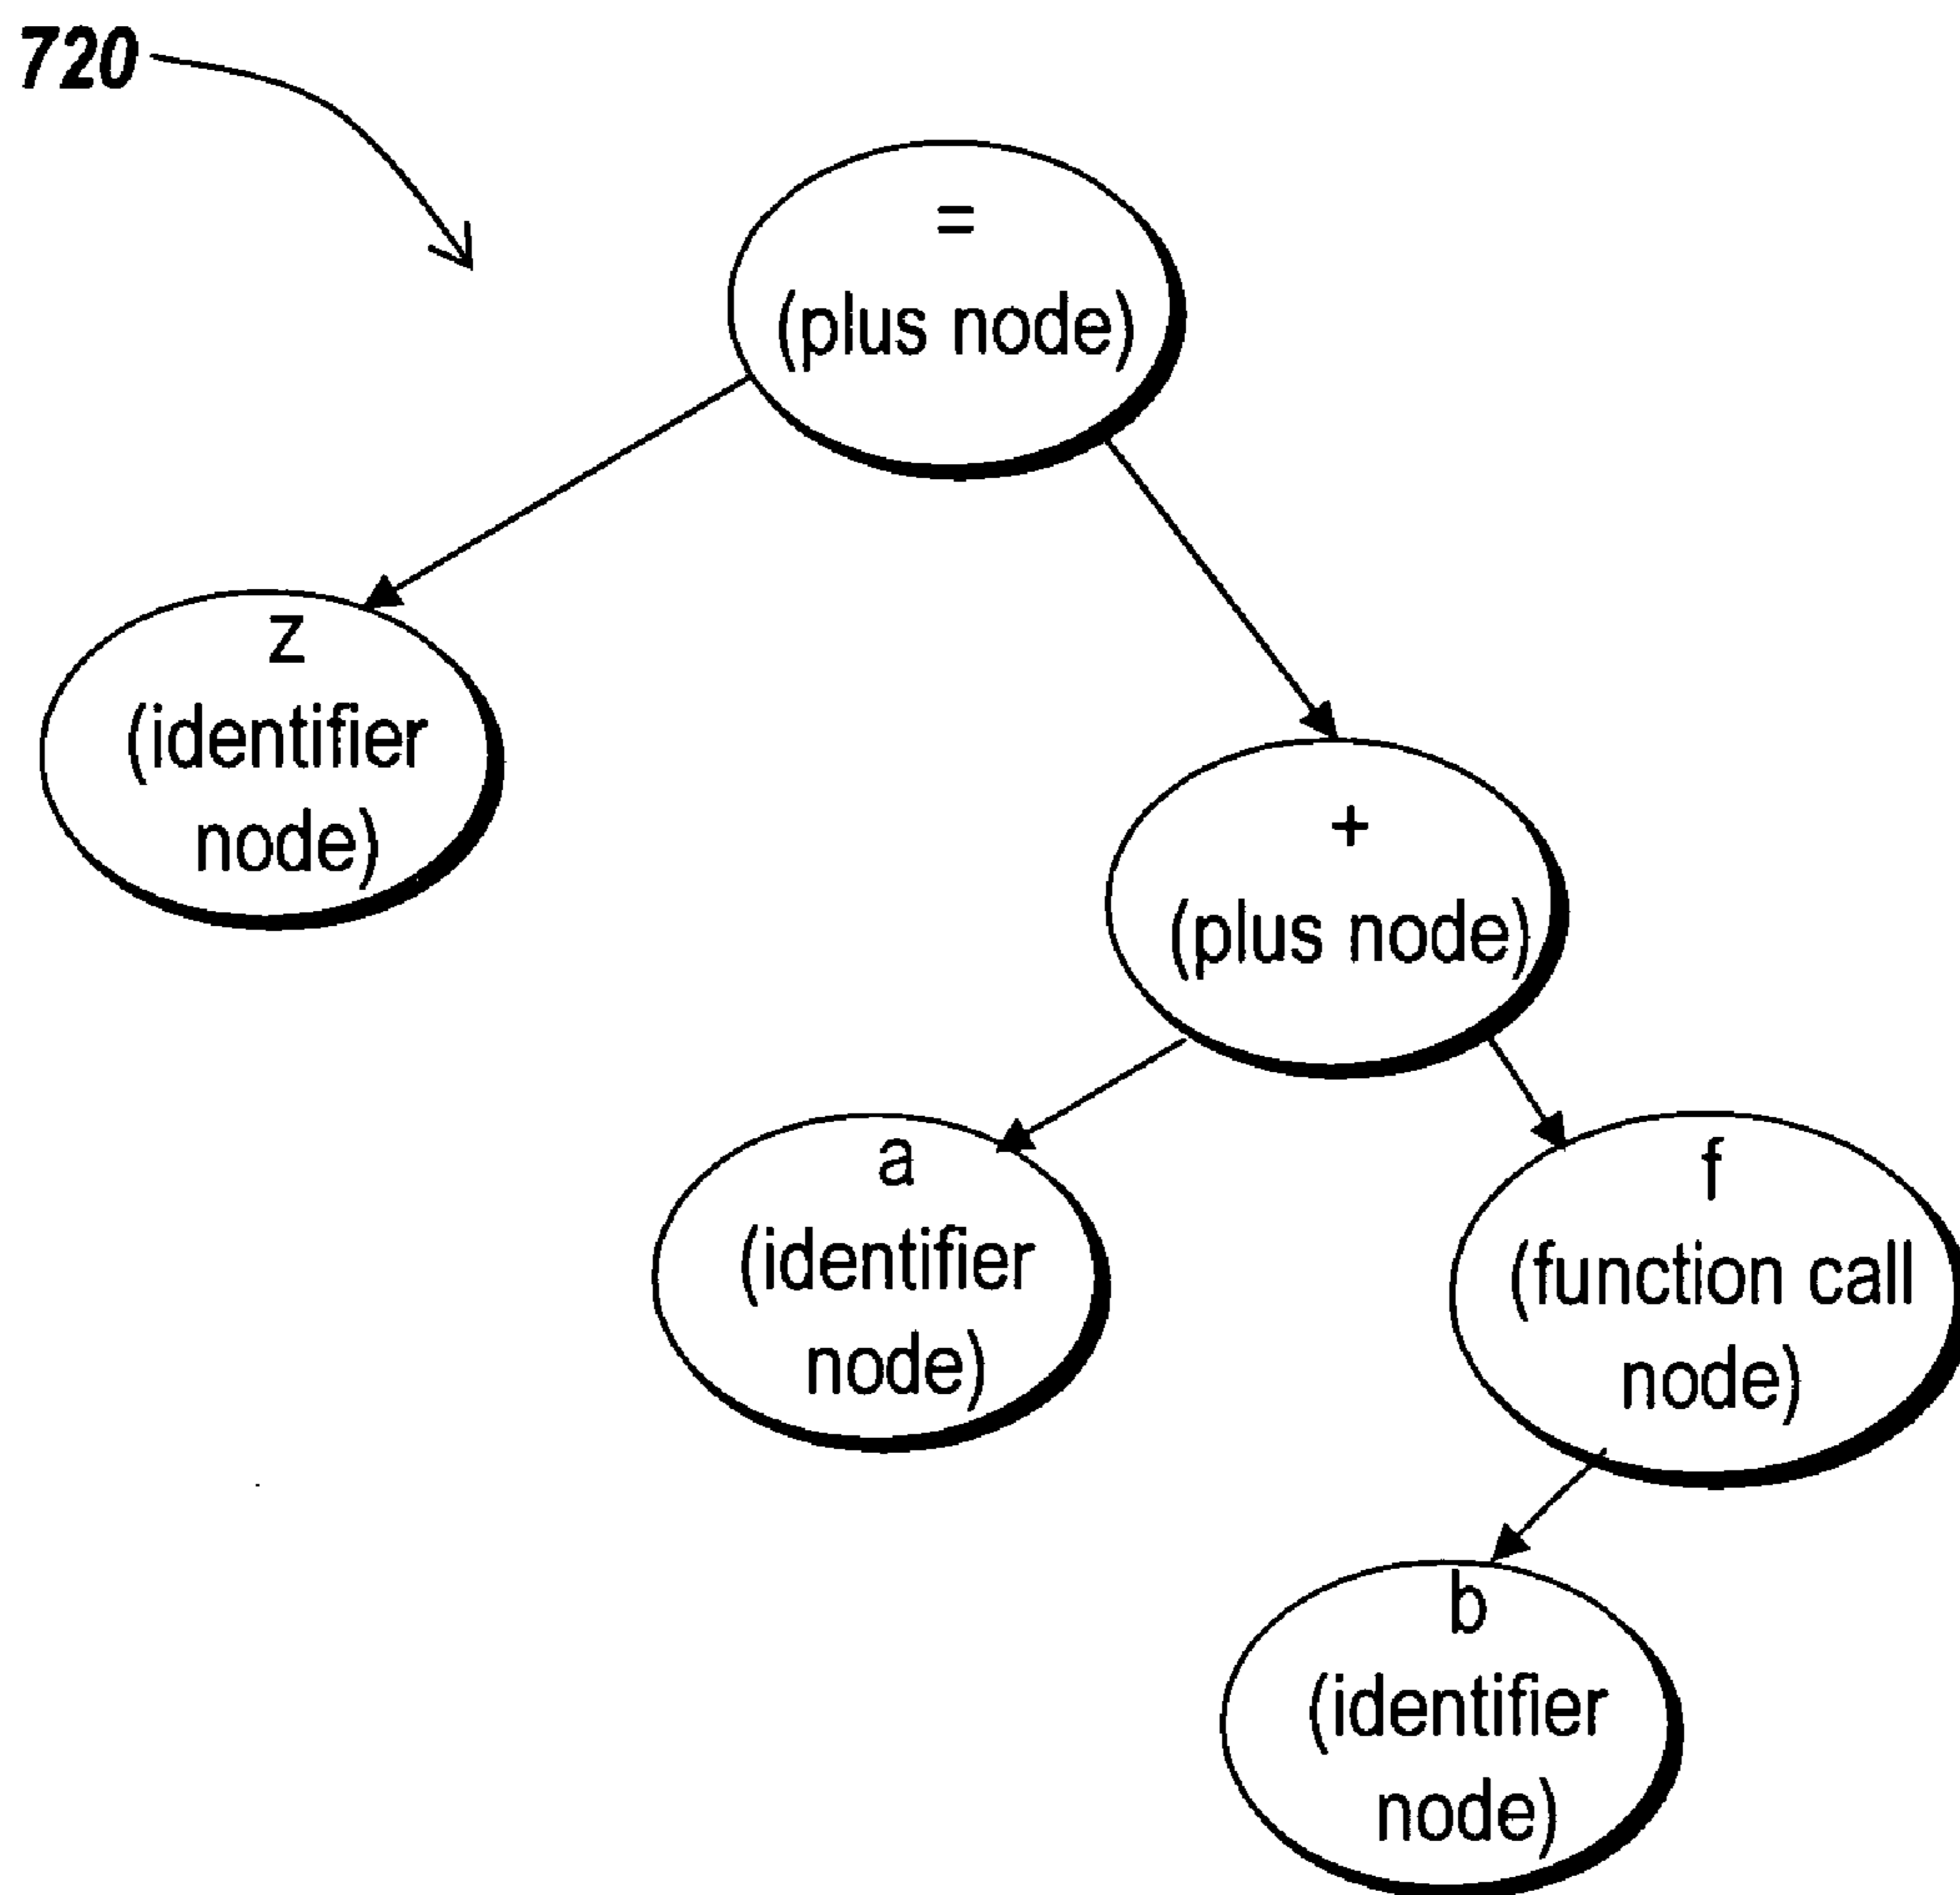 720
=
(plus node)
z
(identifier
node)
+
(plus node)
a
(identifier
node)
f
(function call
node)
b
(identifier
node)